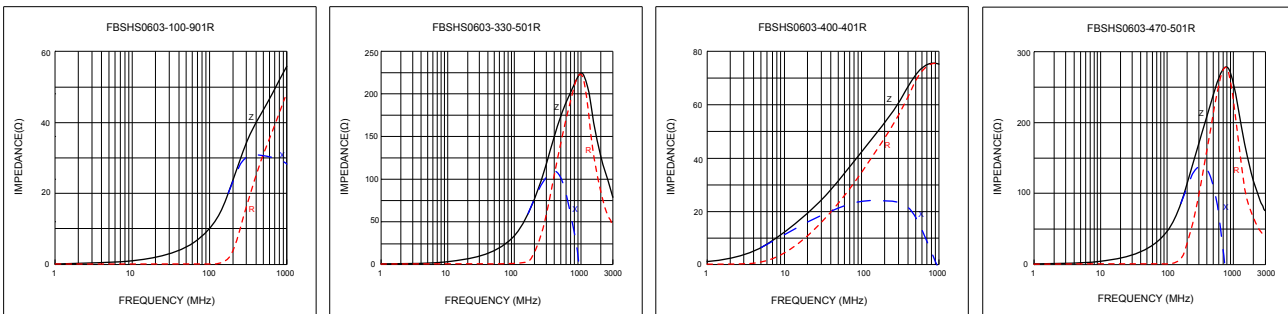 FBSHS0603-100-901R
60
40
20
0
IMPEDANCE(Ω)
Z
X
R
1
10
100
1000
FREQUENCY (MHz)
FBSHS0603-330-501R
250
225
200
150
100
75
50
25
0
IMPEDANCE(Ω)
Z
R
X
1
10
100
1000
3000
FREQUENCY (MHz)
FBSHS0603-400-401R
80
60
40
20
0
IMPEDANCE(Ω)
Z
R
X
1
10
100
1000
FREQUENCY (MHz)
FBSHS0603-470-501R
300
200
100
0
IMPEDANCE(Ω)
Z
R
X
1
10
100
1000
3000
FREQUENCY (MHz)